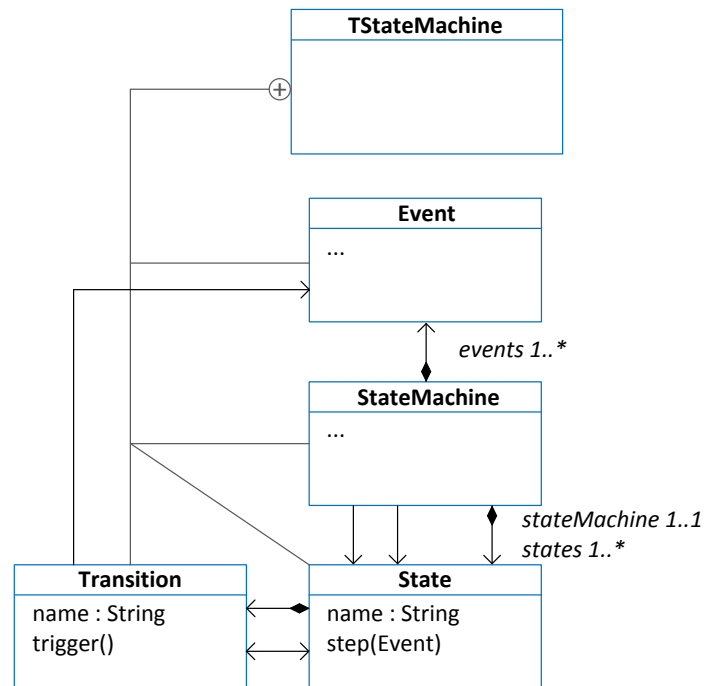 TStateMachine
Event
...
events 1..*
StateMachine
...
stateMachine 1..1
states 1..*
Transition
name : String
trigger()
State
name : String
step(Event)